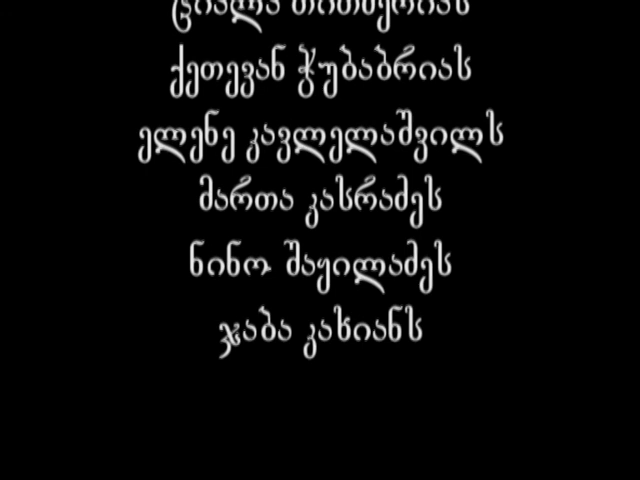 ქეთევან ჭუბაბრიას
ელენე კავლელაშვილს
მართა კასრაძეს
ნინო შაყილაძეს
ჯაბა კახიანს